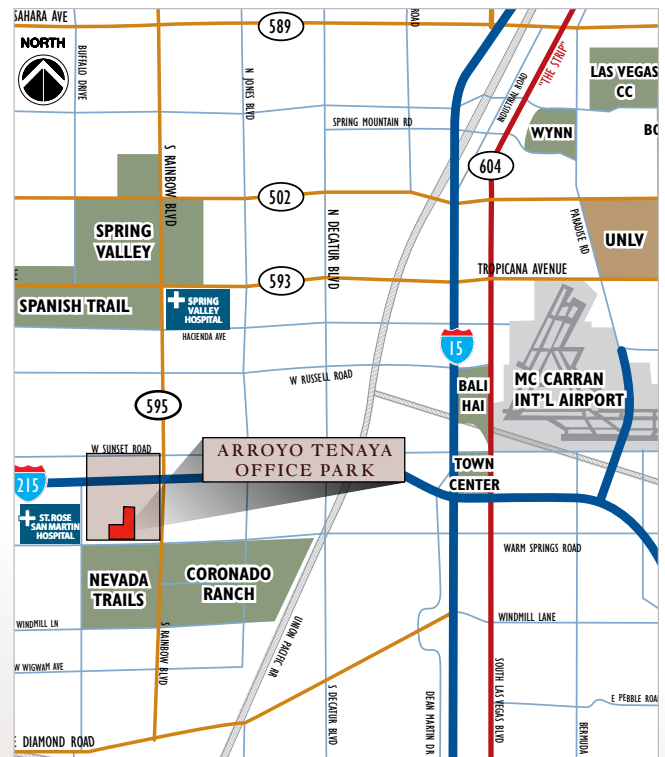 SAHARA AVE
589
ROAD
NORTH
BUFFALO DRIVE
N JONES BLVD
INDUSTRIAL ROAD
"THE STRIP"
LAS VEGAS
CC
SPRING MOUNTAIN RD
WYNN
BO
S RAINBOW BLVD
604
502
N DECATUR BLVD
PARADISE RD
SPRING
VALLEY
UNLV
E
593
TROPICANA AVENUE
SPANISH TRAIL
SPRING
VALLEY
HOSPITAL
HACIENDA AVE
15
W RUSSELL ROAD
BALI
HAI
MC CARRAN
INT'L AIRPORT
595
W SUNSET ROAD
ARROYO TENAYA
OFFICE PARK
TOWN
CENTER
215
ST. ROSE
SAN MARTIN
HOSPITAL
WARM SPRINGS ROAD
NEVADA
TRAILS
CORONADO
RANCH
WINDMILL LN
WINDMILL LANE
S RAINBOW BLVD
UNION PACIFIC RR
W WIGWAM AVE
S DECATUR BLVD
DEAN MARTIN DR
SOUTH LAS VEGAS BLVD
E PEBBLE ROA
BERMUDA
E DIAMOND ROAD